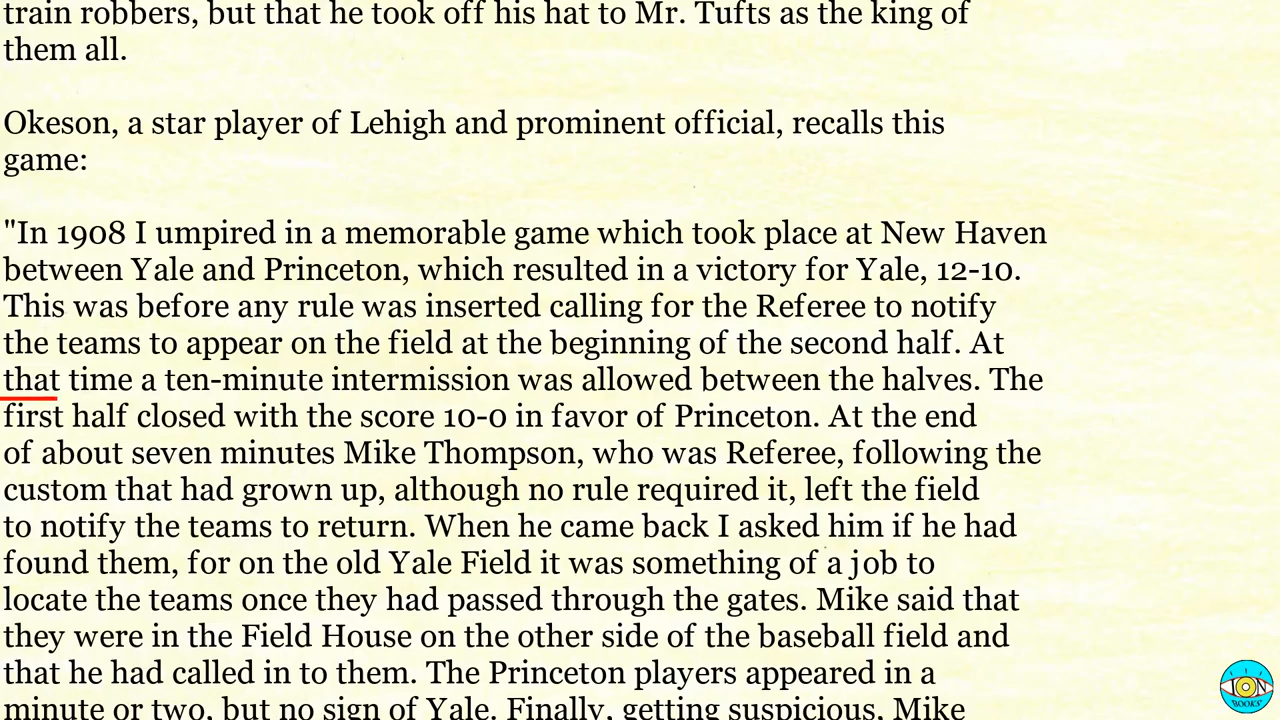 train robbers, but that he took off his hat to Mr. Tufts as the king of
them all.
Okeson, a star player of Lehigh and prominent official, recalls this
game:
"In 1908 I umpired in a memorable game which took place at New Haven
between Yale and Princeton, which resulted in a victory for Yale, 12-10.
This was before any rule was inserted calling for the Referee to notify
the teams to appear on the field at the beginning of the second half. At
that time a ten-minute intermission was allowed between the halves. The
first half closed with the score 10-0 in favor of Princeton. At the end
of about seven minutes Mike Thompson, who was Referee, following the
custom that had grown up, although no rule required it, left the field
to notify the teams to return. When he came back I asked him if he had
found them, for on the old Yale Field it was something of a job to
locate the teams once they had passed through the gates. Mike said that
they were in the Field House on the other side of the baseball field and
that he had called in to them. The Princeton players appeared in a
minute or two, but no sign of Yale. Finally, getting suspicious, Mike
ION
BOOKS